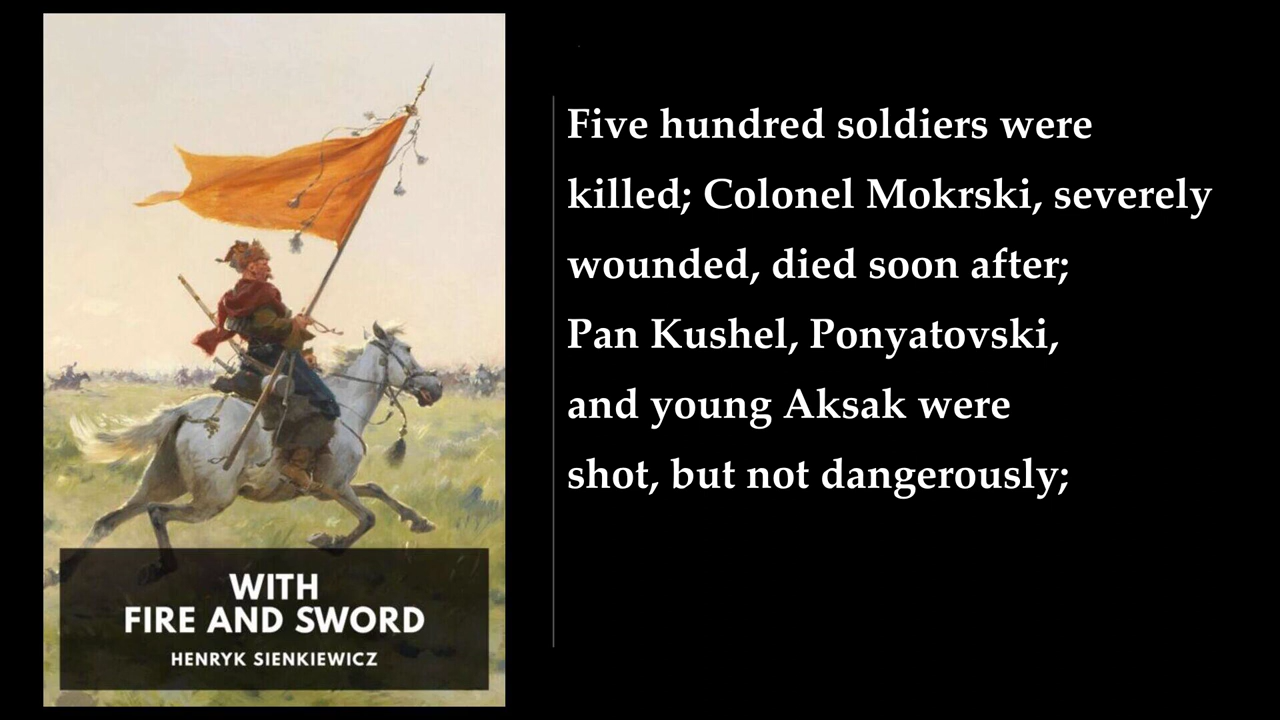 WITH
FIRE AND SWORD
HENRYK SIENKIEWICZ
Five hundred soldiers were
killed; Colonel Mokrski, severely
wounded, died soon after;
Pan Kushel, Ponyatovski,
and young Aksak were
shot, but not dangerously;